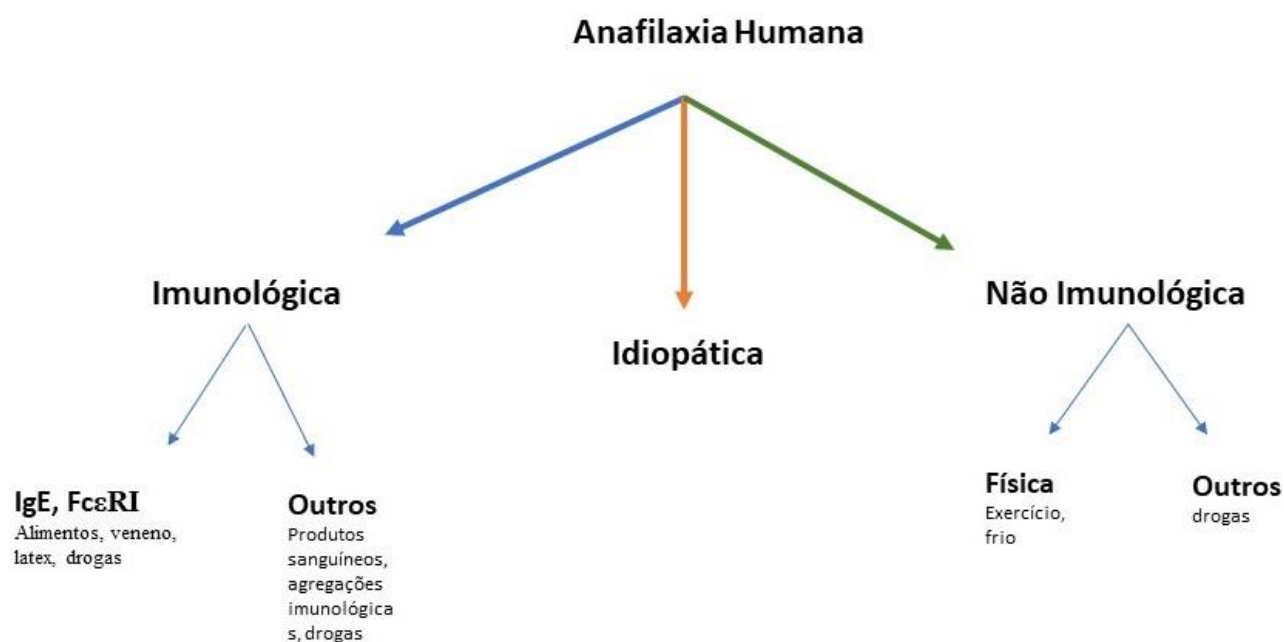 Anafilaxia Humana
Imunológica
Idiopática
Não Imunológica
IgE, FcεRI
Alimentos, veneno,
latex, drogas
Outros
Produtos
sanguíneos,
agregações
imunológica
s, drogas
Física
Exercício,
frio
Outros
drogas